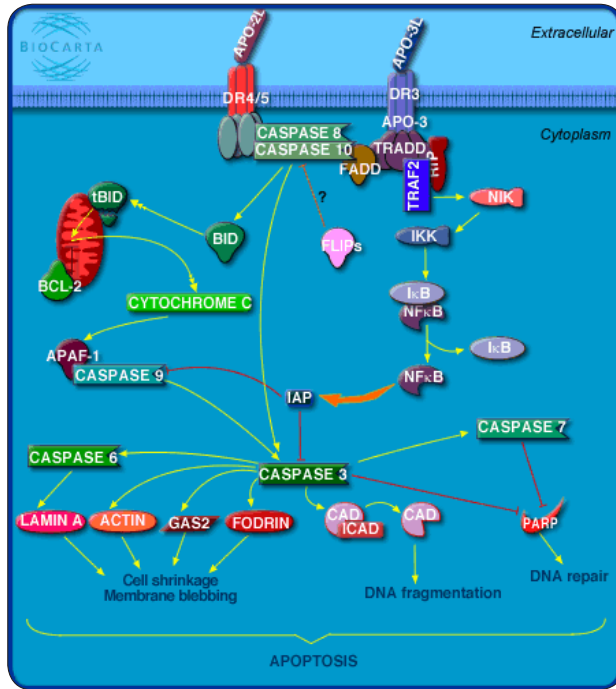 APO-2L
APO-3L
Extracellular
BIOCARTA
DR4/5
DR3
APO-3
Cytoplasm
CASPASE 8
CASPASE 10
FADD
TRADD
RIP
TRAF2
tBID
?
NIK
BID
FLIPs
IKK
BCL-2
IκB
NFκB
CYTOCHROME C
IκB
APAF-1
CASPASE 9
NFκB
IAP
CASPASE 7
CASPASE 6
CASPASE 3
LAMIN A
ACTIN
GAS2
FODRIN
CAD
ICAD
CAD
PARP
Cell shrinkage
Membrane blebbing
DNA fragmentation
DNA repair
APOPTOSIS